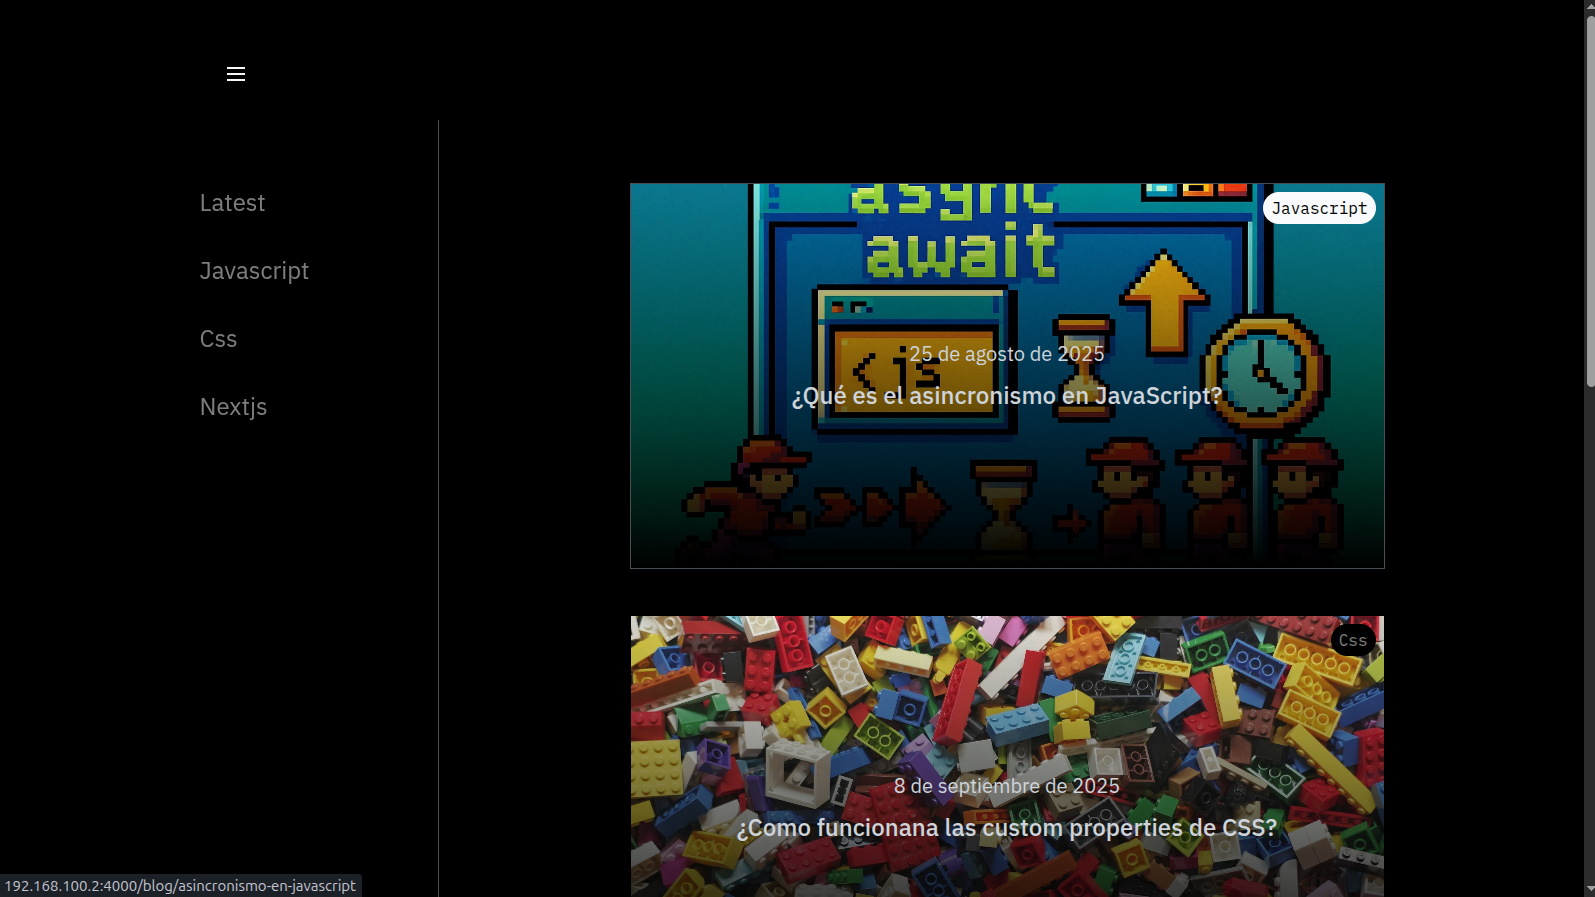 Latest
Javascript
Css
Nextjs
async
await
Javascript
<js
25 de agosto de 2025
¿Qué es el asincronismo en JavaScript?
Css
8 de septiembre de 2025
¿Como funcionana las custom properties de CSS?
192.168.100.2:4000/blog/asincronismo-en-javascript